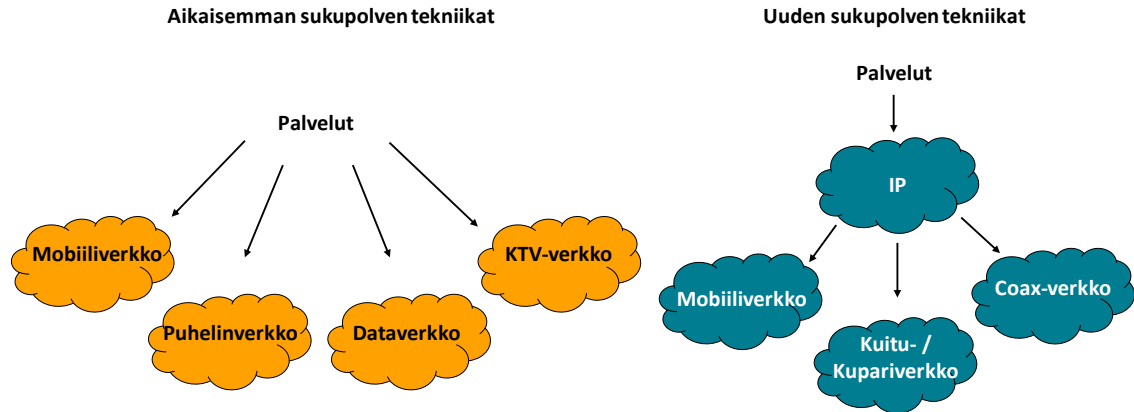 Aikaisemman sukupolven tekniikat
Palvelut
Mobiiliverkko
Puhelinverkko
Dataverkko
KTV-verkko
Uuden sukupolven tekniikat
Palvelut
IP
Mobiiliverkko
Kuitu- /
Kupariverkko
Coax-verkko